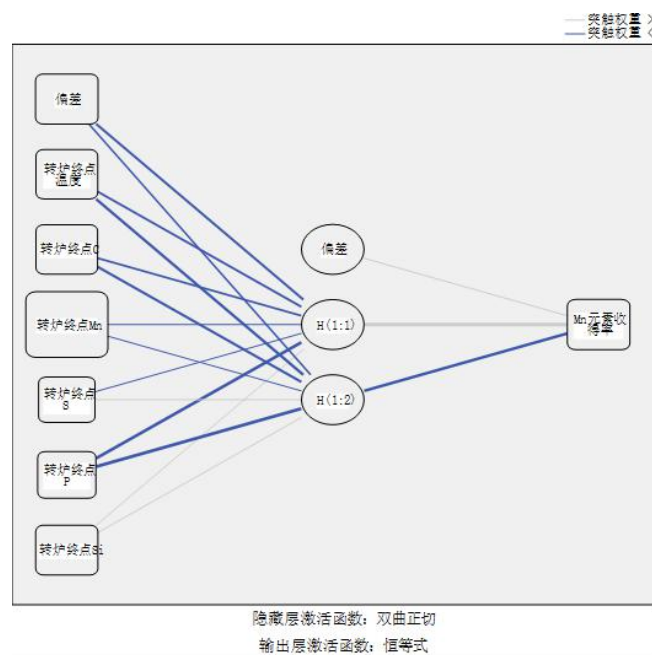 突触权重 >
突触权重 <
偏差
转炉终点
温度
转炉终点C
转炉终点Mn
转炉终点
S
转炉终点
P
转炉终点Si
偏差
H(1:1)
H(1:2)
Mn元素收
得率
隐藏层激活函数：双曲正切
输出层激活函数：恒等式